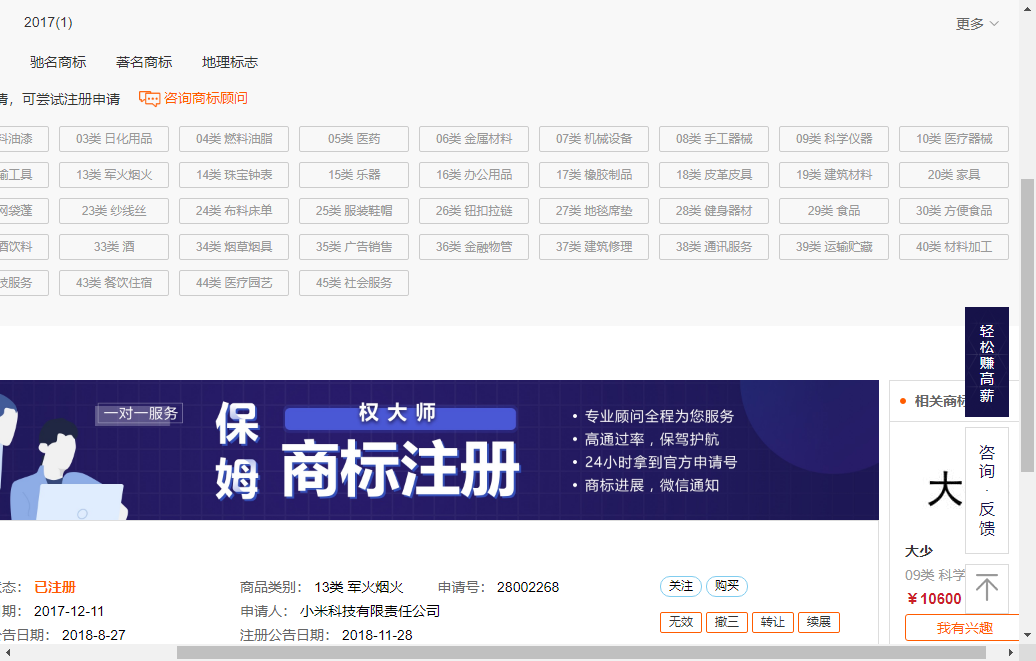 2017(1)
更多
驰名商标 著名商标 地理标志
可尝试注册申请 咨询商标顾问
料油漆 03类 日化用品 04类 燃料油脂 05类 医药 06类 金属材料 07类 机械设备 08类 手工器械 09类 科学仪器 10类 医疗器械
输工具 13类 军火烟火 14类 珠宝钟表 15类 乐器 16类 办公用品 17类 橡胶制品 18类 皮革皮具 19类 建筑材料 20类 家具
网袋篷 23类 纱线丝 24类 布料床单 25类 服装鞋帽 26类 钮扣拉链 27类 地毯席垫 28类 健身器材 29类 食品 30类 方便食品
酒饮料 33类 酒 34类 烟草烟具 35类 广告销售 36类 金融物管 37类 建筑修理 38类 通讯服务 39类 运输贮藏 40类 材料加工
技服务 43类 餐饮住宿 44类 医疗园艺 45类 社会服务
轻松赚高薪
一对一服务
保姆
权大师
商标注册
• 专业顾问全程为您服务
• 高通过率，保驾护航
• 24小时拿到官方申请号
• 商标进展，微信通知
相关商标
咨询·反馈
大
大少
09类 科学
￥10600
我有兴趣
态： 已注册 商品类别： 13类 军火烟火 申请号： 28002268 关注 购买
期： 2017-12-11 申请人： 小米科技有限责任公司 无效 撤三 转让 续展
告日期： 2018-8-27 注册公告日期： 2018-11-28